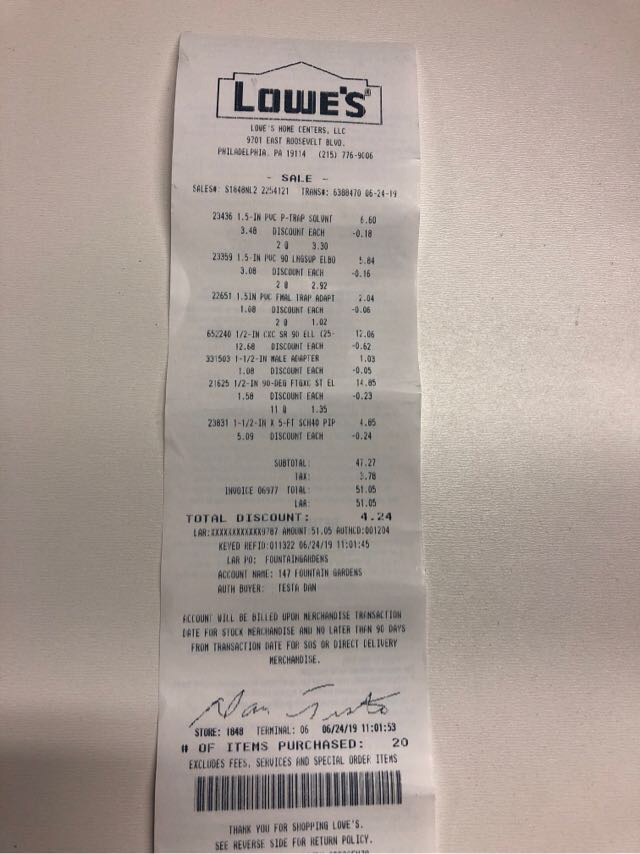 LOWE'S®
LOWE'S HOME CENTERS, LLC
9701 EAST ROOSEVELT BLVD.
PHILADELPHIA, PA 19114 (215) 776-9006
- SALE -
SALES#: S1848NL2 2254121 TRANS#: 6388470 06-24-19
23436 1.5-IN PVC P-TRAP SOLVNT 6.60
3.48 DISCOUNT EACH -0.18
2 @ 3.30
23359 1.5-IN PVC 90 LNGSUP ELBO 5.84
3.08 DISCOUNT EACH -0.16
2 @ 2.92
22651 1.5IN PVC FMAL TRAP ADAPT 2.04
1.08 DISCOUNT EACH -0.06
2 @ 1.02
652240 1/2-IN CXC SR 90 ELL (25- 12.06
12.68 DISCOUNT EACH -0.62
331503 1-1/2-IN MALE ADAPTER 1.03
1.08 DISCOUNT EACH -0.05
21625 1/2-IN 90-DEG FTGXC ST EL 14.85
1.58 DISCOUNT EACH -0.23
11 @ 1.35
23831 1-1/2-IN X 5-FT SCH40 PIP 4.85
5.09 DISCOUNT EACH -0.24
SUBTOTAL: 47.27
TAX: 3.78
INVOICE 06977 TOTAL: 51.05
LAR: 51.05
TOTAL DISCOUNT: 4.24
LAR:XXXXXXXXXXXX9787 AMOUNT:51.05 AUTHCD:001204
KEYED REFID:011322 06/24/19 11:01:45
LAR PO: FOUNTAINGARDENS
ACCOUNT NAME: 147 FOUNTAIN GARDENS
AUTH BUYER: TESTA DAN
ACCOUNT WILL BE BILLED UPON MERCHANDISE TRANSACTION
DATE FOR STOCK MERCHANDISE AND NO LATER THAN 90 DAYS
FROM TRANSACTION DATE FOR SOS OR DIRECT DELIVERY
MERCHANDISE.
Dan Testa
STORE: 1848 TERMINAL: 06 06/24/19 11:01:53
# OF ITEMS PURCHASED: 20
EXCLUDES FEES, SERVICES AND SPECIAL ORDER ITEMS
THANK YOU FOR SHOPPING LOWE'S.
SEE REVERSE SIDE FOR RETURN POLICY.